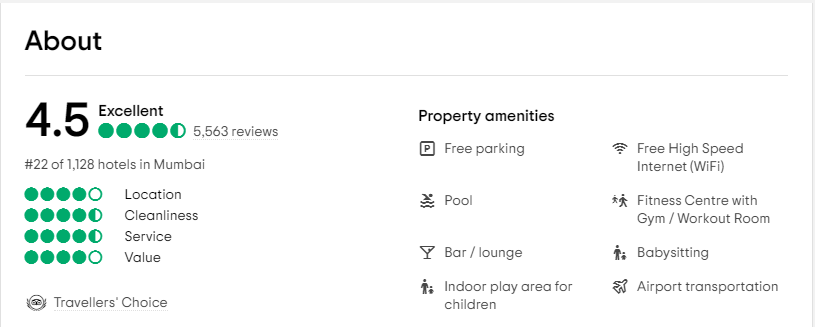 About
4.5
Excellent
5,563 reviews
#22 of 1,128 hotels in Mumbai
Location
Cleanliness
Service
Value
Travellers' Choice
Property amenities
P
Free parking
Free High Speed
Internet (WiFi)
Pool
Fitness Centre with
Gym / Workout Room
Bar / lounge
Babysitting
Indoor play area for
children
Airport transportation